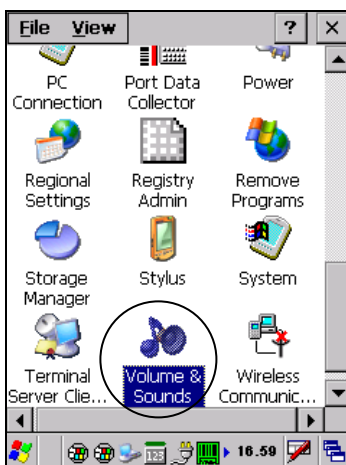 File View ? ×
PC Connection
Port Data Collector
Power
Regional Settings
Registry Admin
Remove Programs
Storage Manager
Stylus
System
Terminal Server Clie...
Volume & Sounds
Wireless Communic...
123 16.59